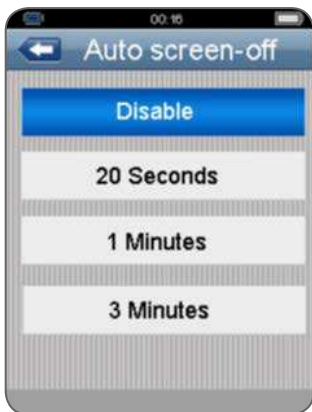 00:16
Auto screen-off
Disable
20 Seconds
1 Minutes
3 Minutes